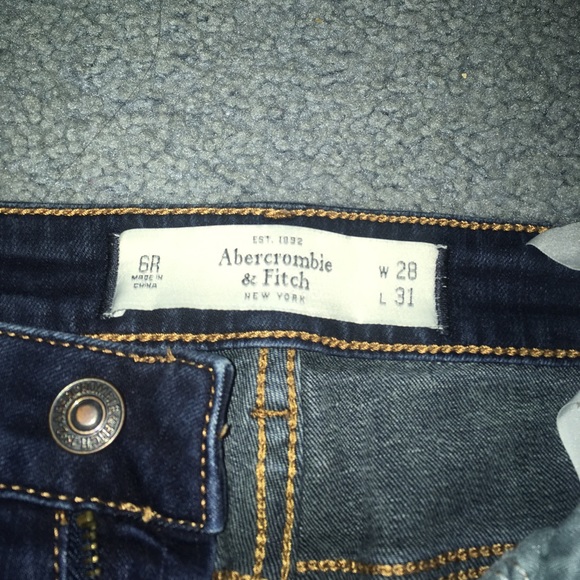 6R
MADE IN
CHINA
EST. 1892
Abercrombie
& Fitch
NEW YORK
W 28
L 31